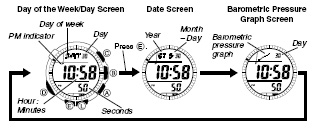 Day of the Week/Day Screen
Date Screen
Barometric Pressure
Graph Screen
Day of week
PM indicator
Day
Press Ⓔ.
Year
Month
– Day
Barometric
pressure
graph
Day
Ⓒ
Ⓑ
Ⓓ
Ⓐ
10:58
50
10:58
50
10:58
50
Hour:
Minutes
Seconds